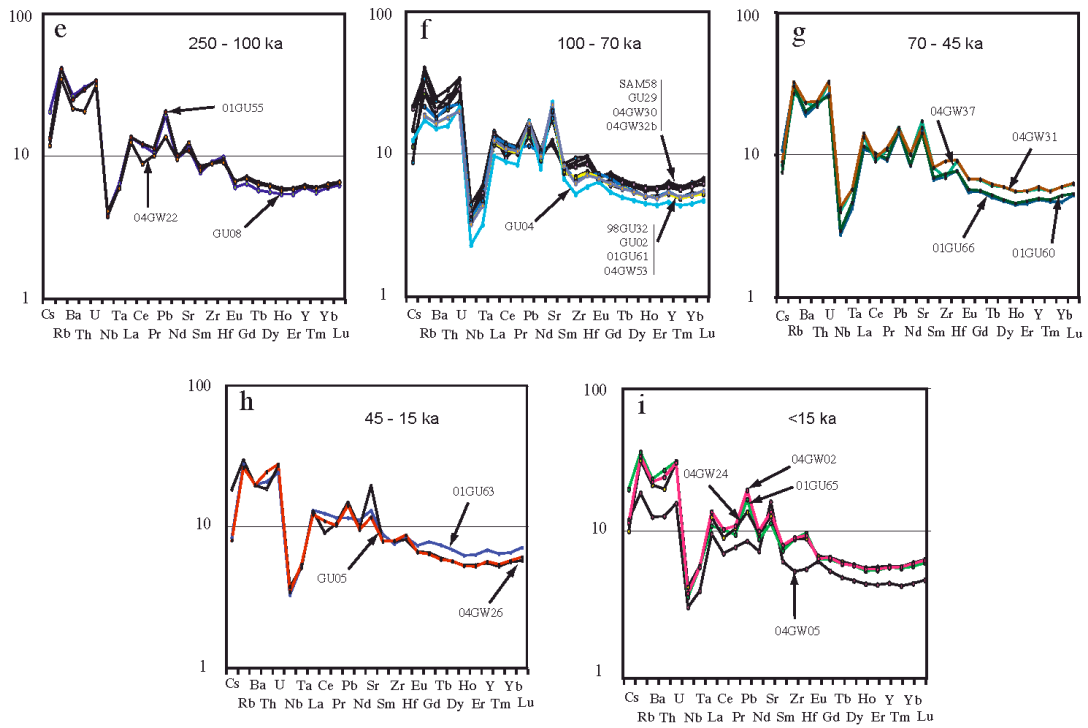 100
e
250 - 100 ka
01GU55
10
04GW22
GU08
1
Cs Ba U Ta Ce Pb Sr Zr Eu Tb Ho Y Yb
Rb Th Nb La Pr Nd Sm Hf Gd Dy Er Tm Lu
100
f
100 - 70 ka
SAM58
GU29
04GW30
04GW32b
10
GU04
98GU32
GU02
01GU61
04GW53
1
Cs Ba U Ta Ce Pb Sr Zr Eu Tb Ho Y Yb
Rb Th Nb La Pr Nd Sm Hf Gd Dy Er Tm Lu
100
g
70 - 45 ka
04GW37
04GW31
10
01GU66
01GU60
1
Cs Ba U Ta Ce Pb Sr Zr Eu Tb Ho Y Yb
Rb Th Nb La Pr Nd Sm Hf Gd Dy Er Tm Lu
100
h
45 - 15 ka
01GU63
10
GU05
04GW26
1
Cs Ba U Ta Ce Pb Sr Zr Eu Tb Ho Y Yb
Rb Th Nb La Pr Nd Sm Hf Gd Dy Er Tm Lu
100
i
<15 ka
04GW24
04GW02
01GU65
10
04GW05
1
Cs Ba U Ta Ce Pb Sr Zr Eu Tb Ho Y Yb
Rb Th Nb La Pr Nd Sm Hf Gd Dy Er Tm Lu